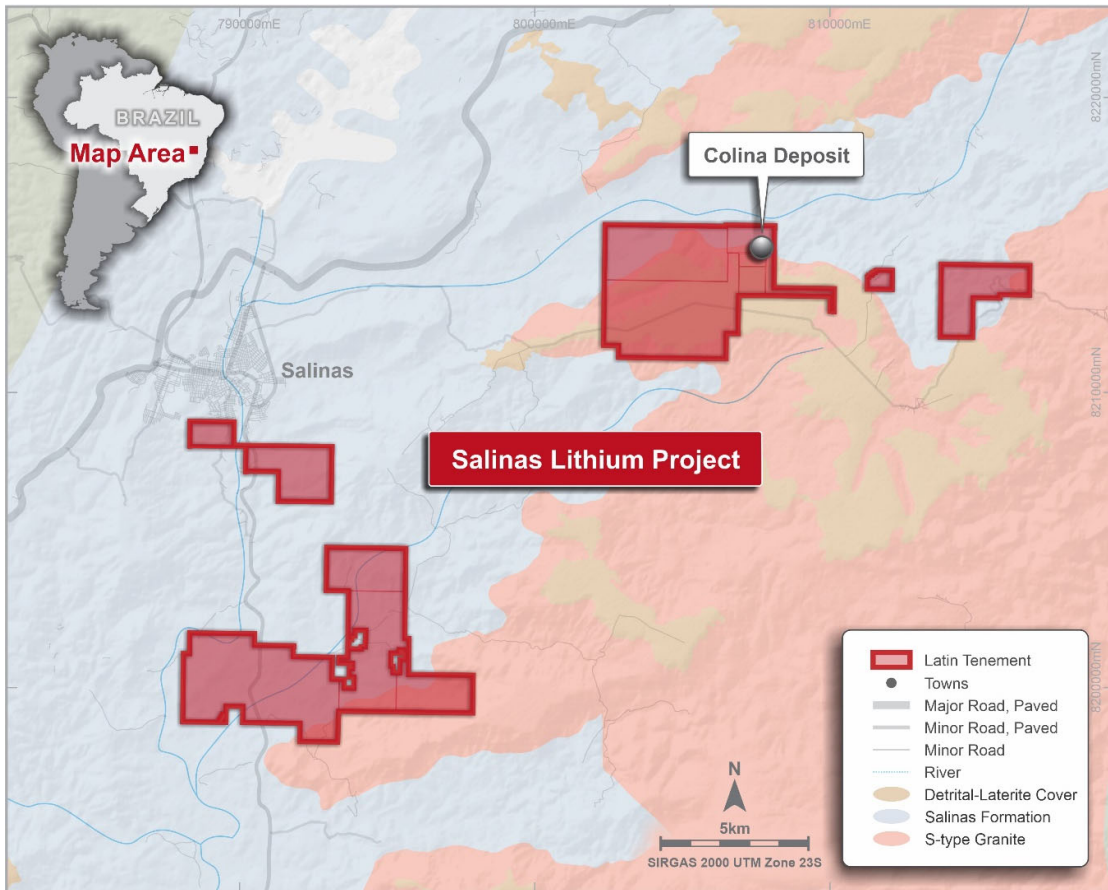 790000mE
800000mE
810000mE
8220000mN
BRAZIL
Map Area
Colina Deposit
Salinas
8210000mN
Salinas Lithium Project
8200000mN
Latin Tenement
Towns
Major Road, Paved
Minor Road, Paved
Minor Road
River
Detrital-Laterite Cover
Salinas Formation
S-type Granite
N
5km
SIRGAS 2000 UTM Zone 23S